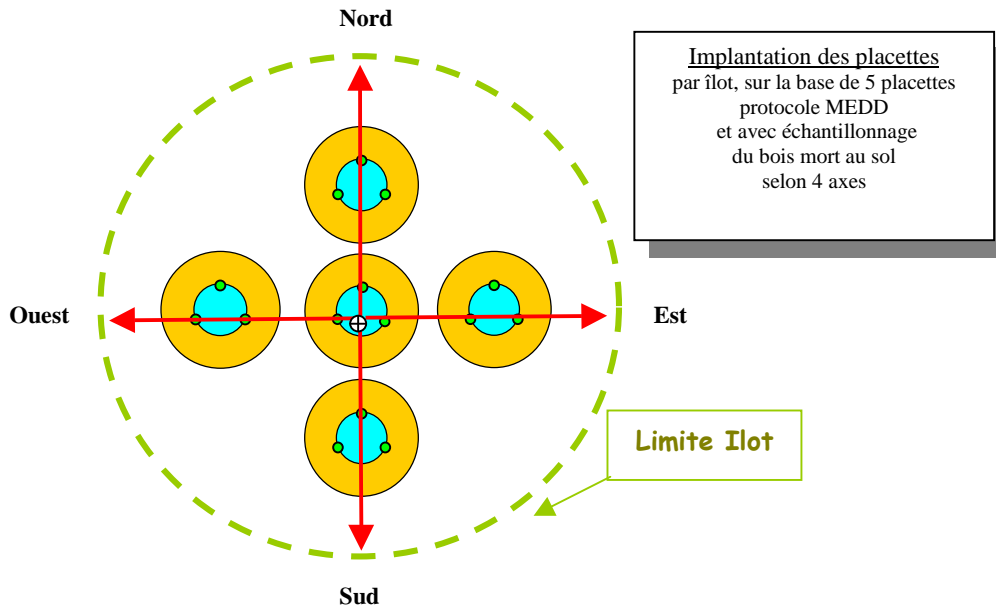 Nord
Implantation des placettes
par îlot, sur la base de 5 placettes
protocole MEDD
et avec échantillonnage
du bois mort au sol
selon 4 axes
Ouest
Est
Limite Ilot
Sud